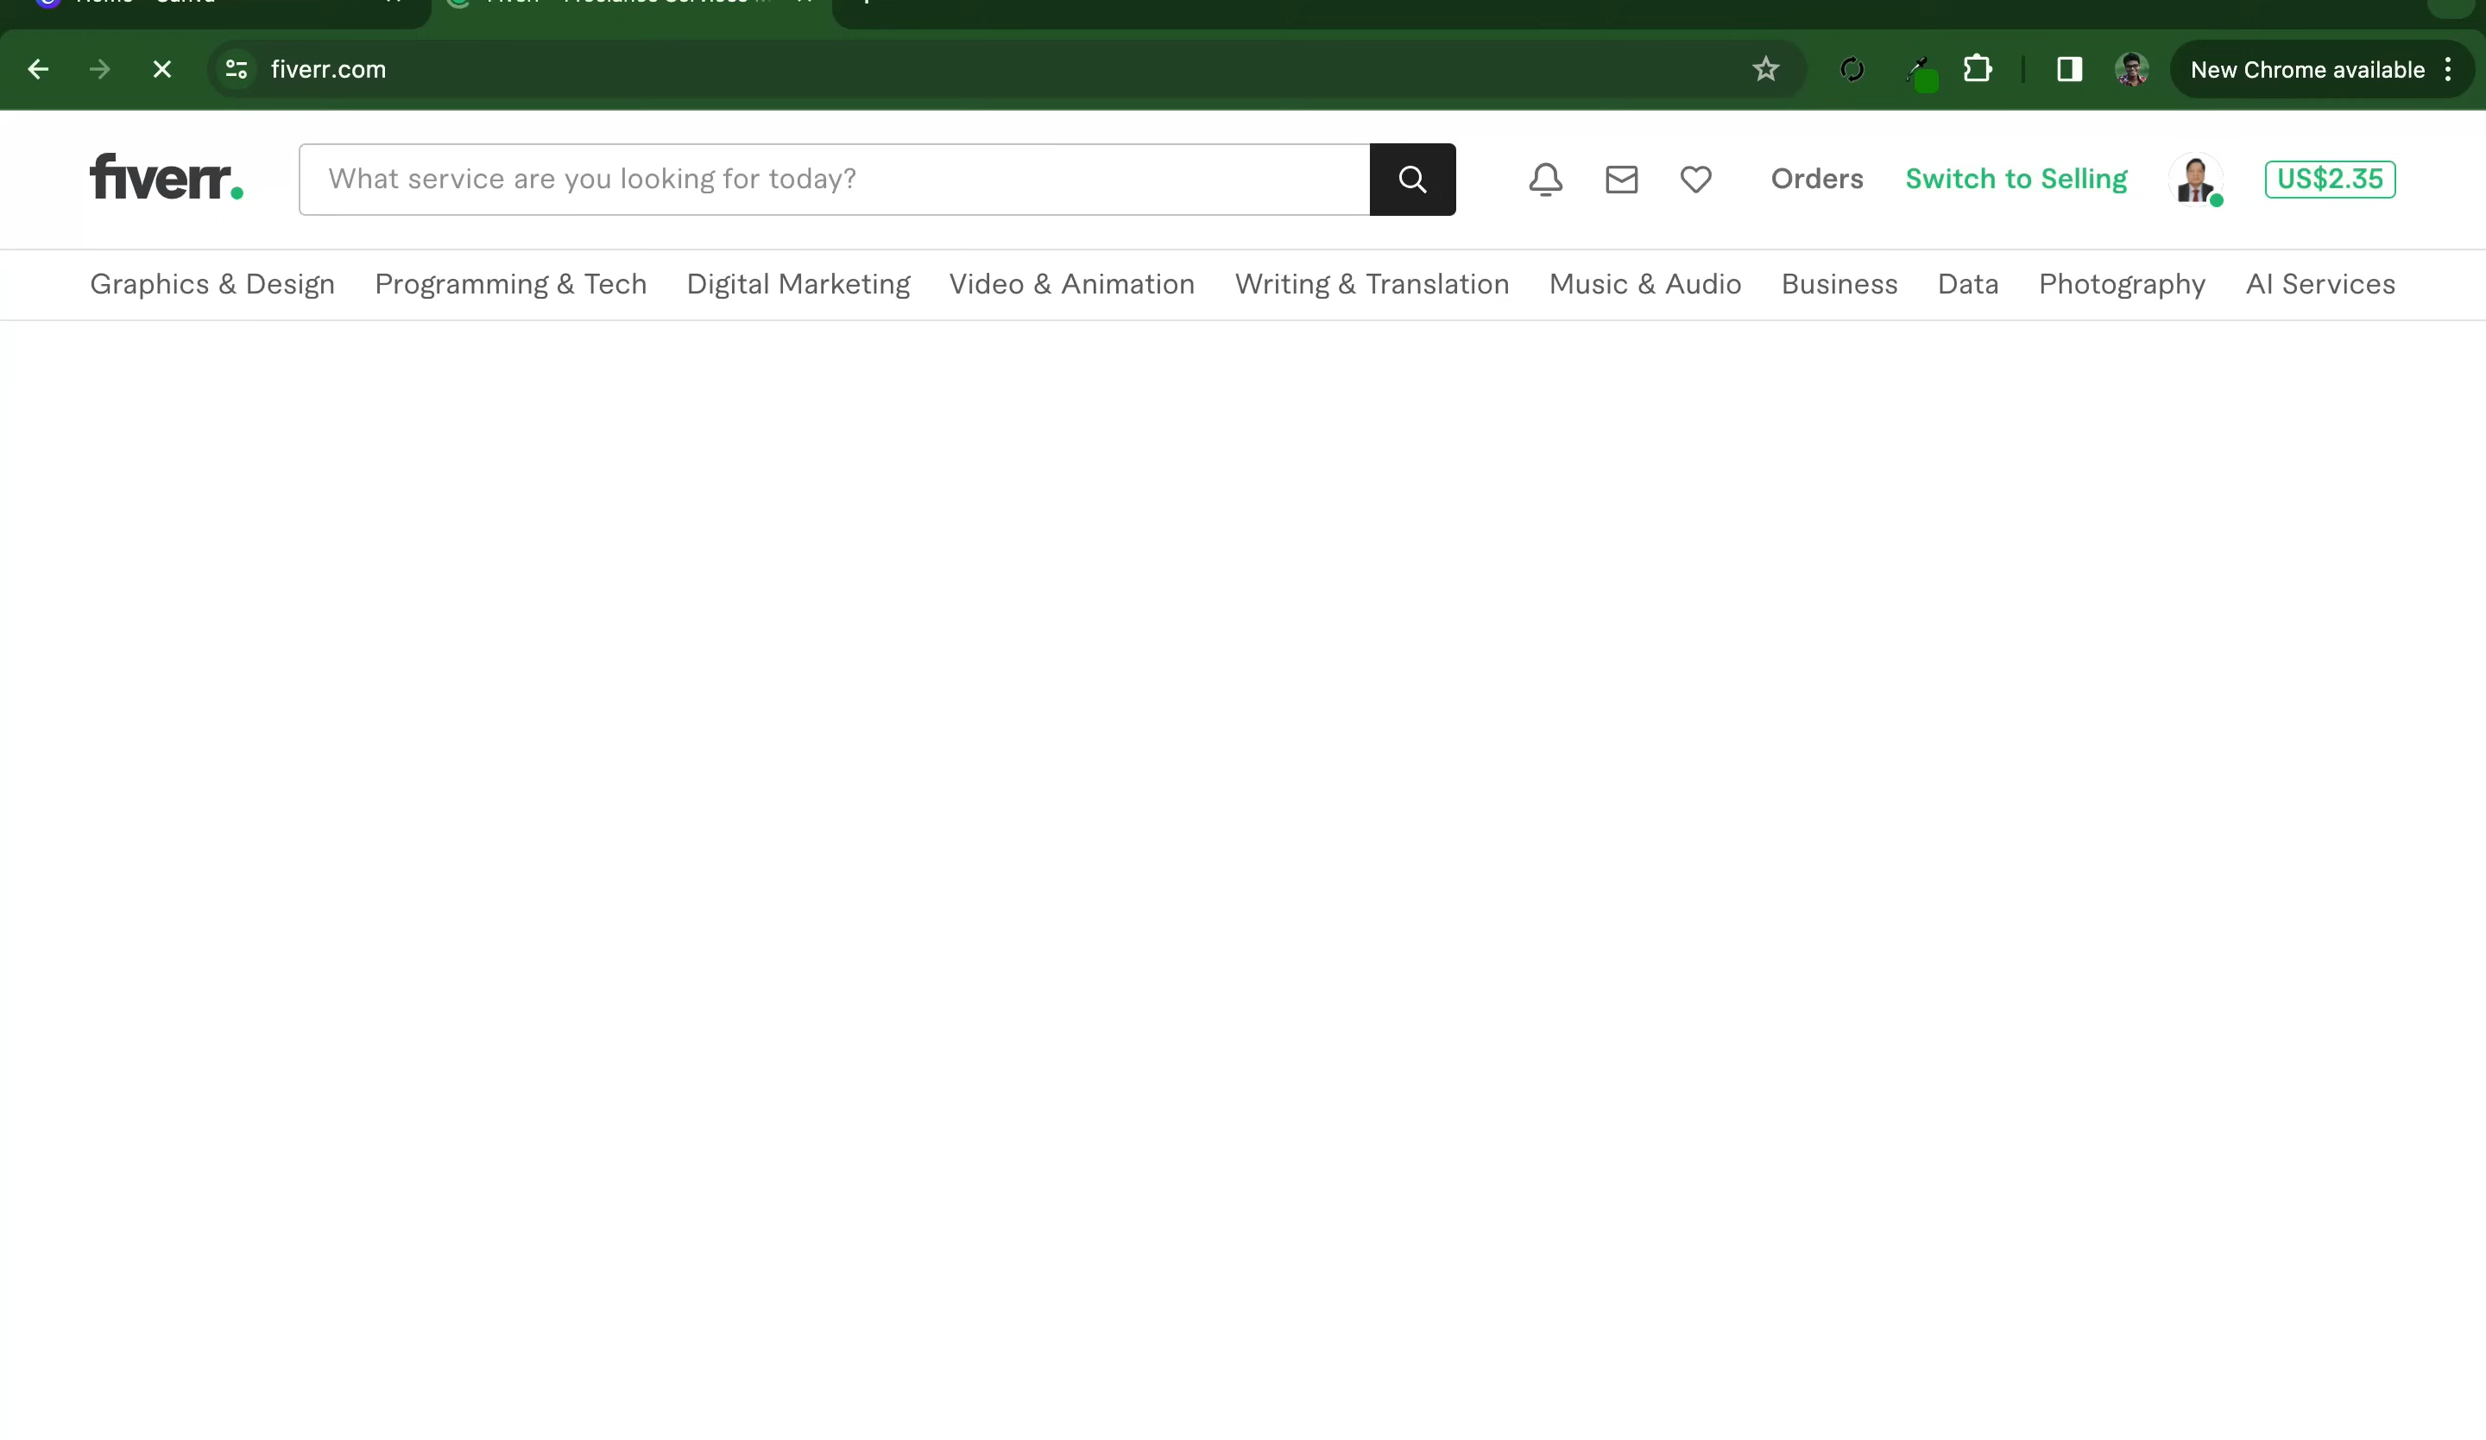 fiverr.com
New Chrome available
fiverr.
What service are you looking for today?
Orders
Switch to Selling
US$2.35
Graphics & Design
Programming & Tech
Digital Marketing
Video & Animation
Writing & Translation
Music & Audio
Business
Data
Photography
AI Services